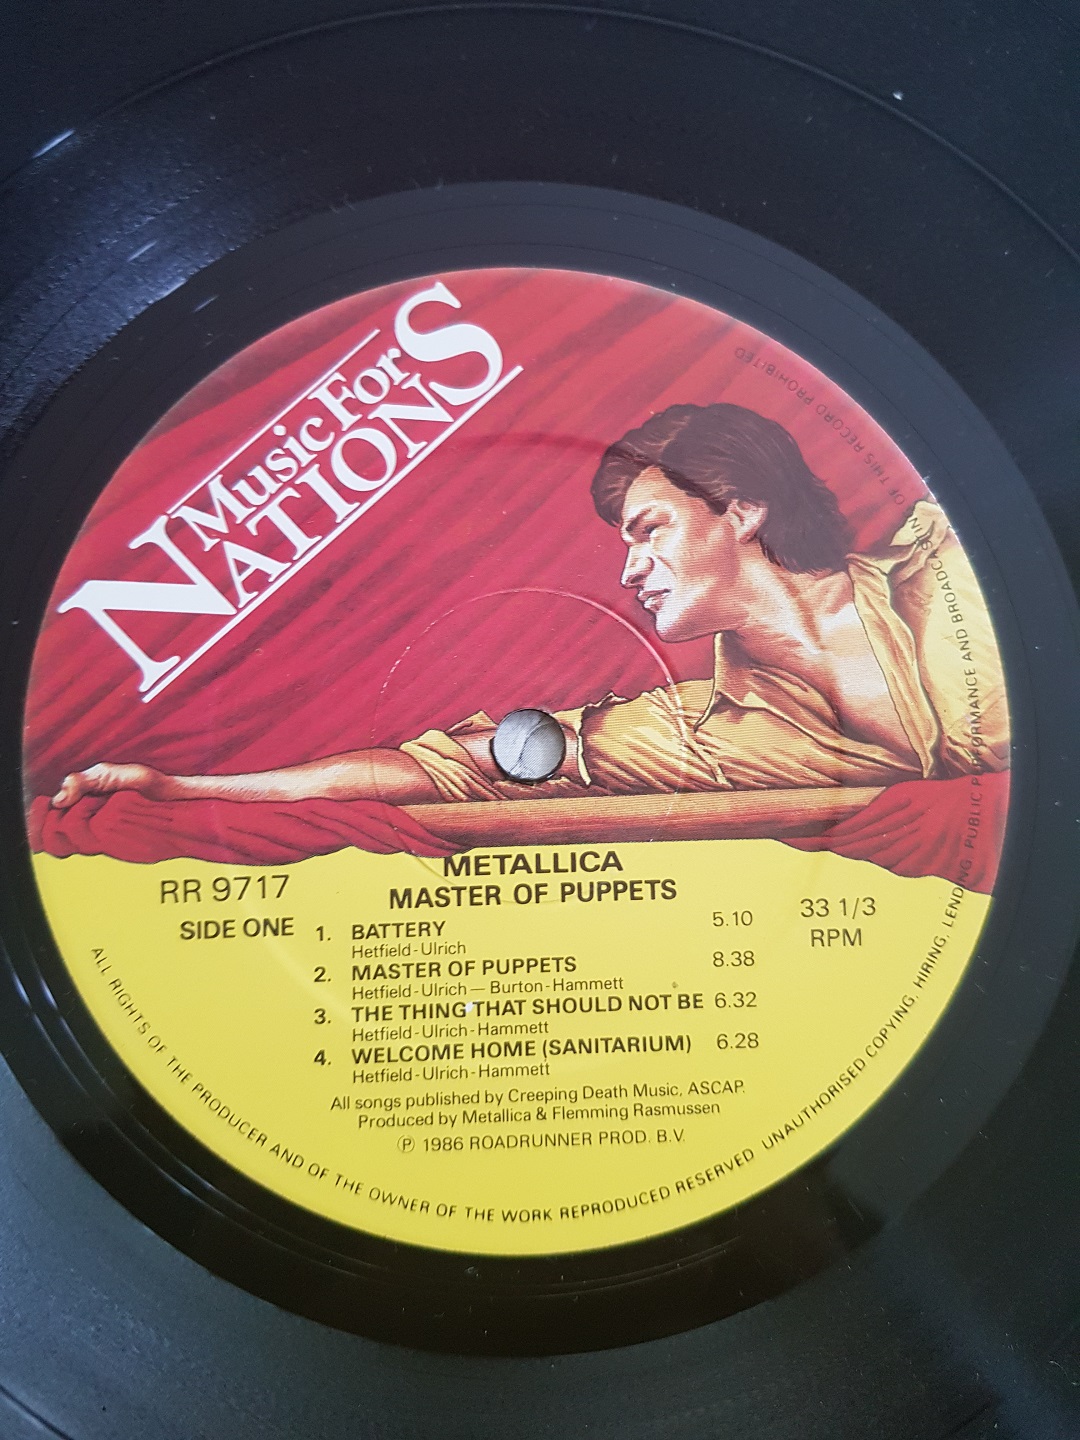 Music For
NATIONS
METALLICA
MASTER OF PUPPETS
RR 9717
SIDE ONE
33 1/3
RPM
1. BATTERY 5.10
Hetfield-Ulrich
2. MASTER OF PUPPETS 8.38
Hetfield-Ulrich — Burton-Hammett
3. THE THING THAT SHOULD NOT BE 6.32
Hetfield-Ulrich-Hammett
4. WELCOME HOME (SANITARIUM) 6.28
Hetfield-Ulrich-Hammett
All songs published by Creeping Death Music, ASCAP.
Produced by Metallica & Flemming Rasmussen
Ⓟ 1986 ROADRUNNER PROD. B.V.
ALL RIGHTS OF THE PRODUCER AND OF THE OWNER OF THE WORK REPRODUCED RESERVED UNAUTHORISED COPYING, HIRING, LENDING, PUBLIC PERFORMANCE AND BROADCASTIN OF THIS RECORD PROHIBITED